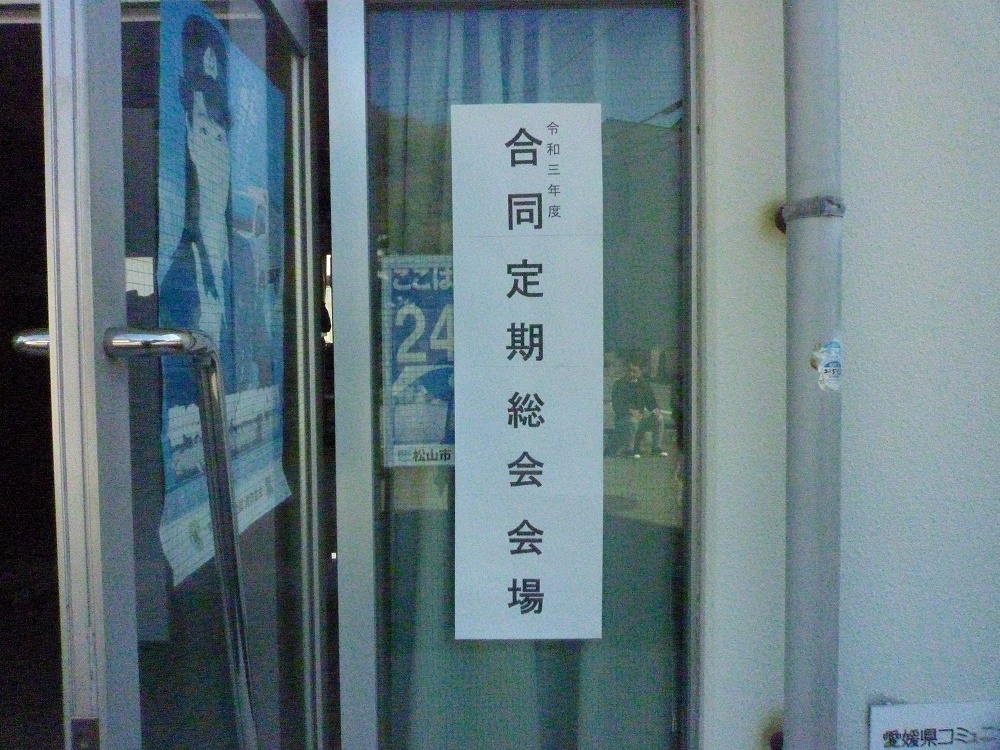 令和三年度
合同定期総会会場
ここは
24
松山市
愛媛県コミュニ